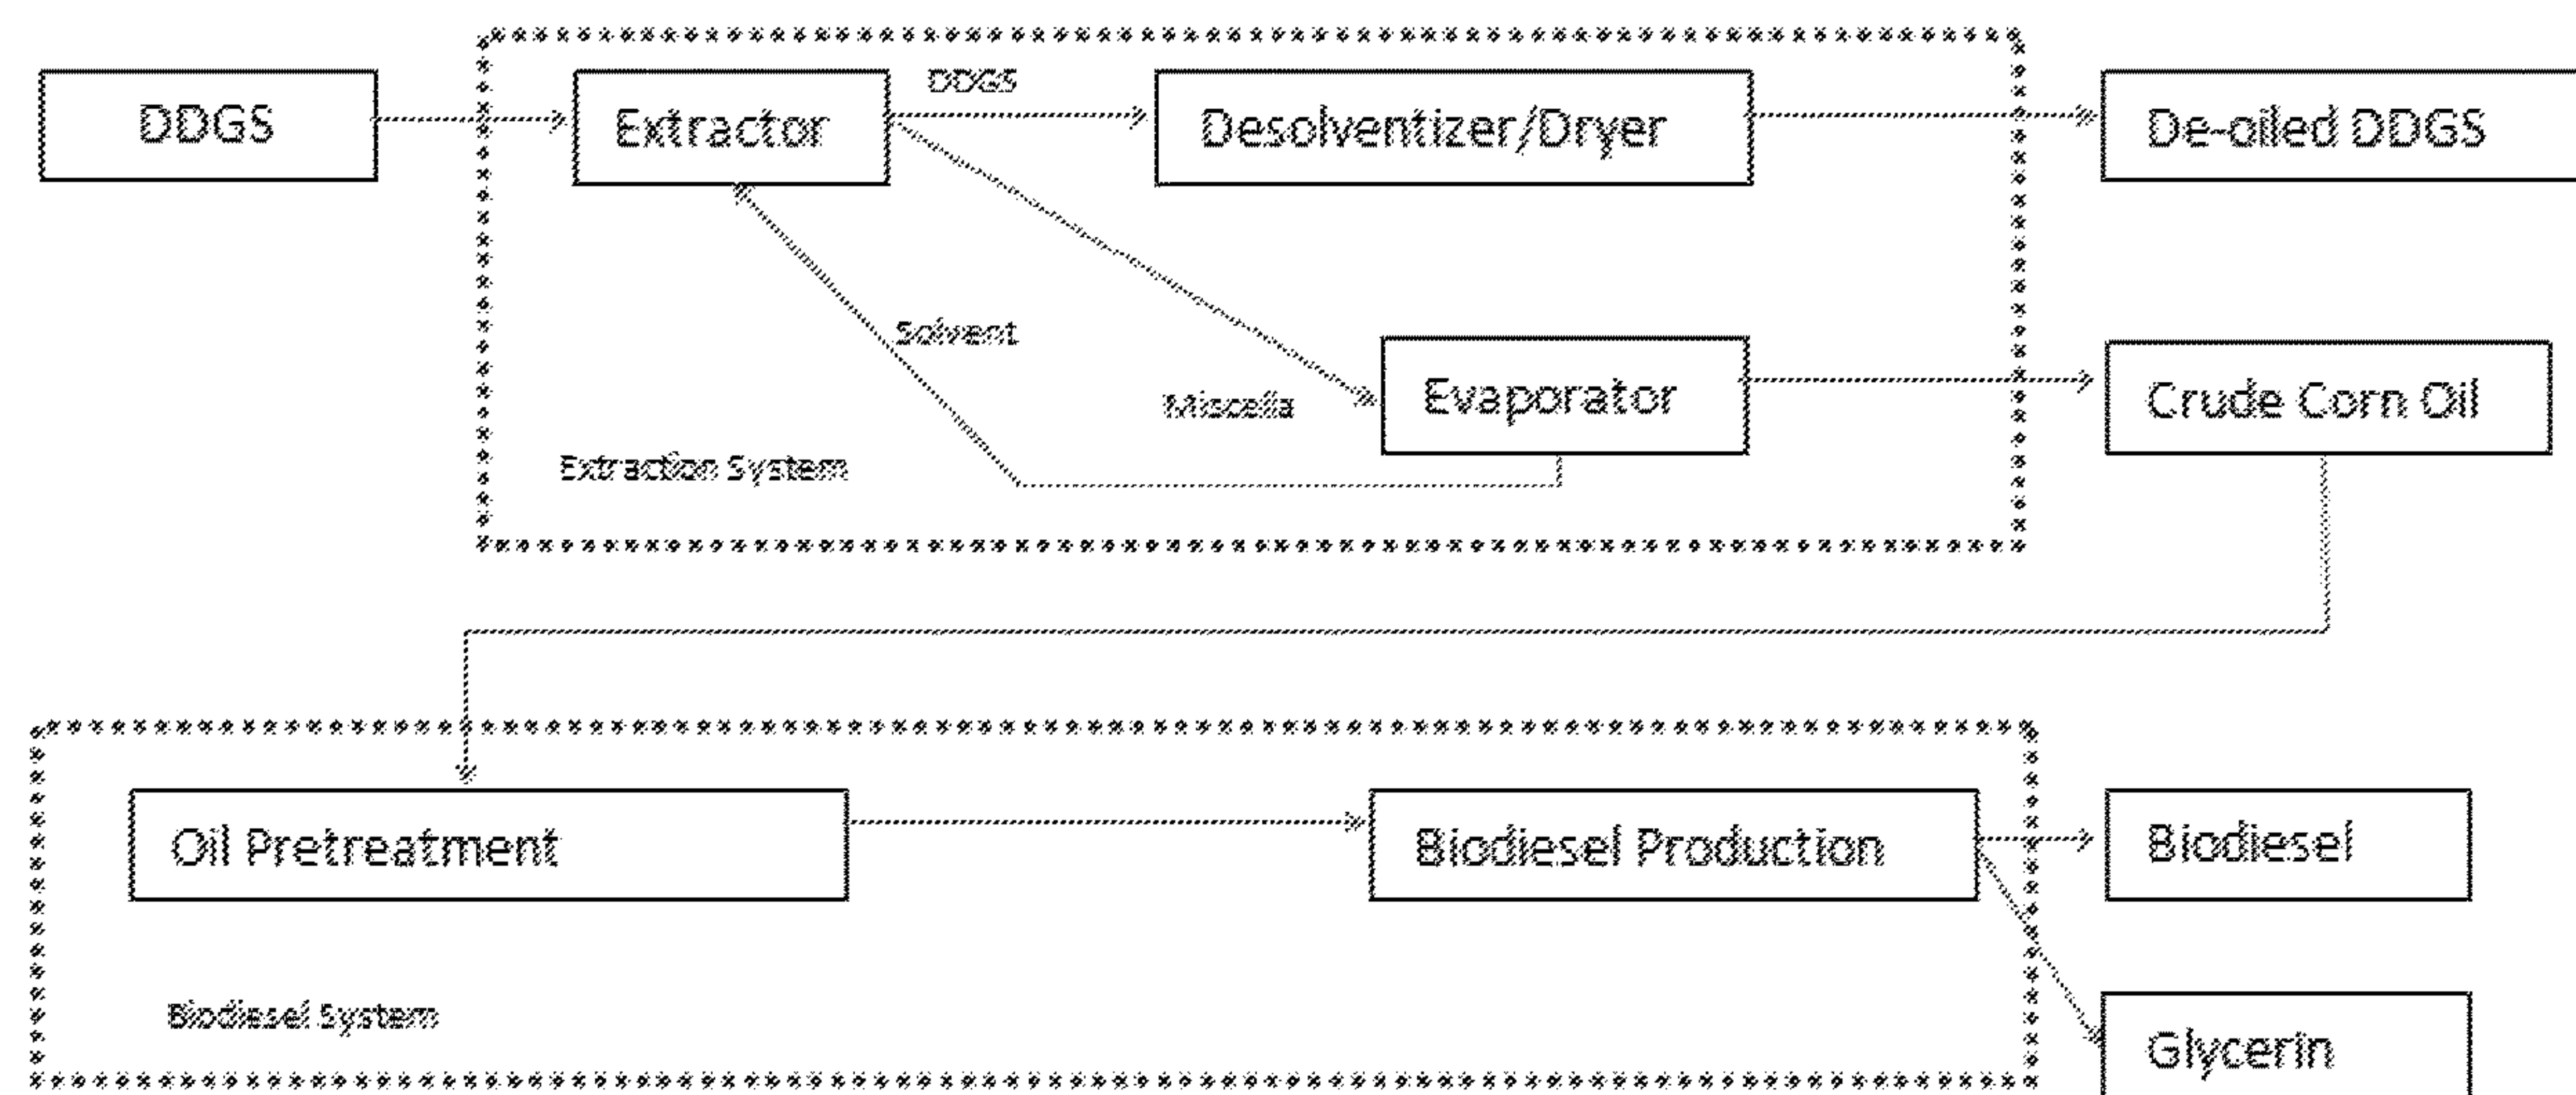 DDGS
Extractor
DDGS
Desolventizer/Dryer
De-oiled DDGS
Solvent
Miscella
Evaporator
Crude Corn Oil
Extraction System
Oil Pretreatment
Biodiesel Production
Biodiesel
Biodiesel System
Glycerin